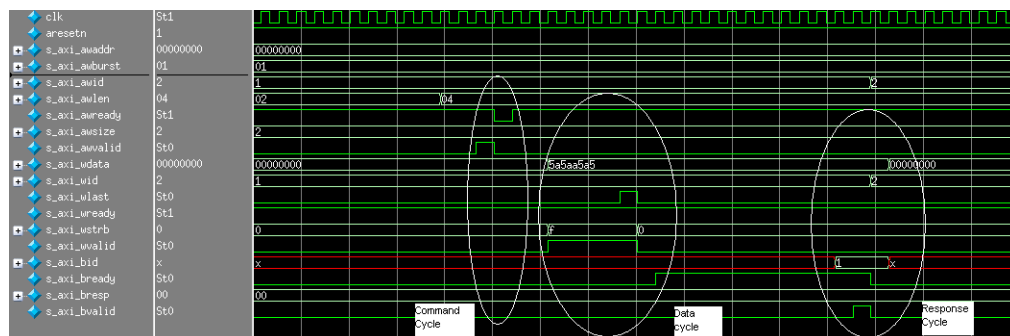 clk St1
aresetn 1
s_axi_awaddr 00000000 00000000
s_axi_awburst 01 01
s_axi_awid 2 1 2
s_axi_awlen 04 02 04
s_axi_awready St1
s_axi_awsize 2 2
s_axi_awvalid St0
s_axi_wdata 00000000 00000000 5a5aa5a5 00000000
s_axi_wid 2 1 2
s_axi_wlast St0
s_axi_wready St1
s_axi_wstrb 0 0 f 0
s_axi_wvalid St0
s_axi_bid x x 1 x
s_axi_bready St0
s_axi_bresp 00 00
s_axi_bvalid St0
Command
Cycle
Data
cycle
Response
Cycle